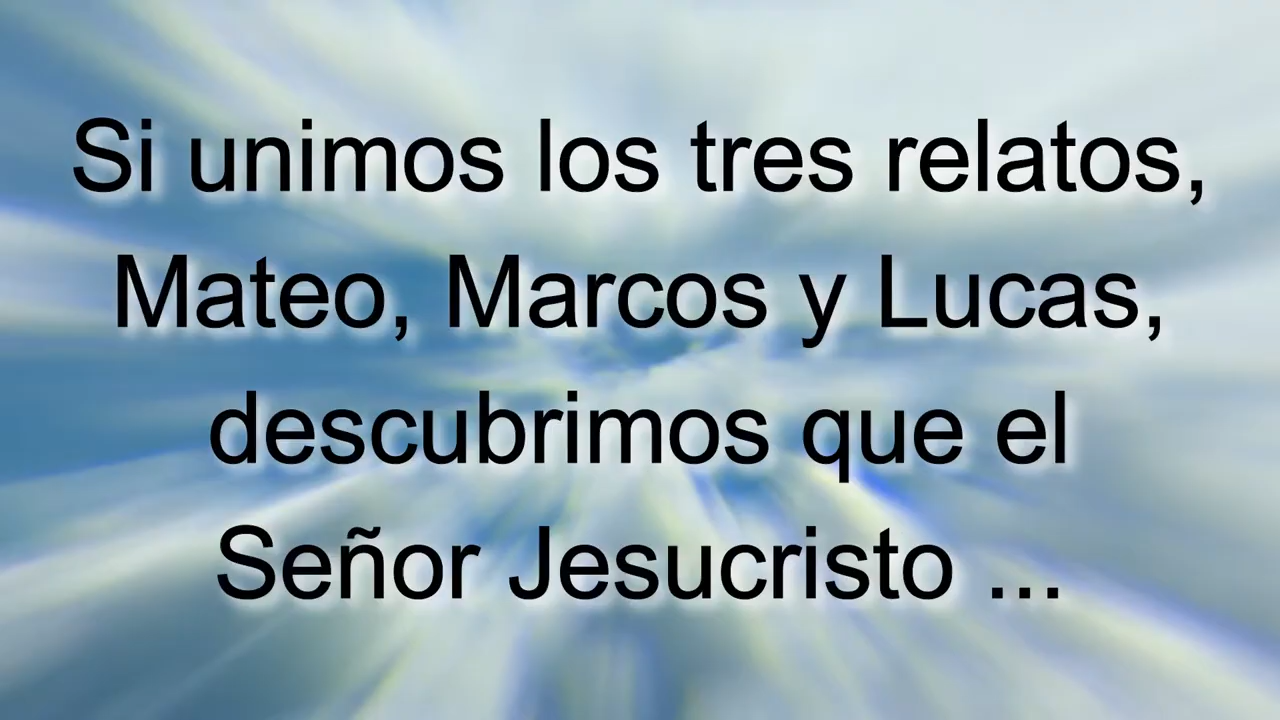 Si unimos los tres relatos,
Mateo, Marcos y Lucas,
descubrimos que el
Señor Jesucristo ...